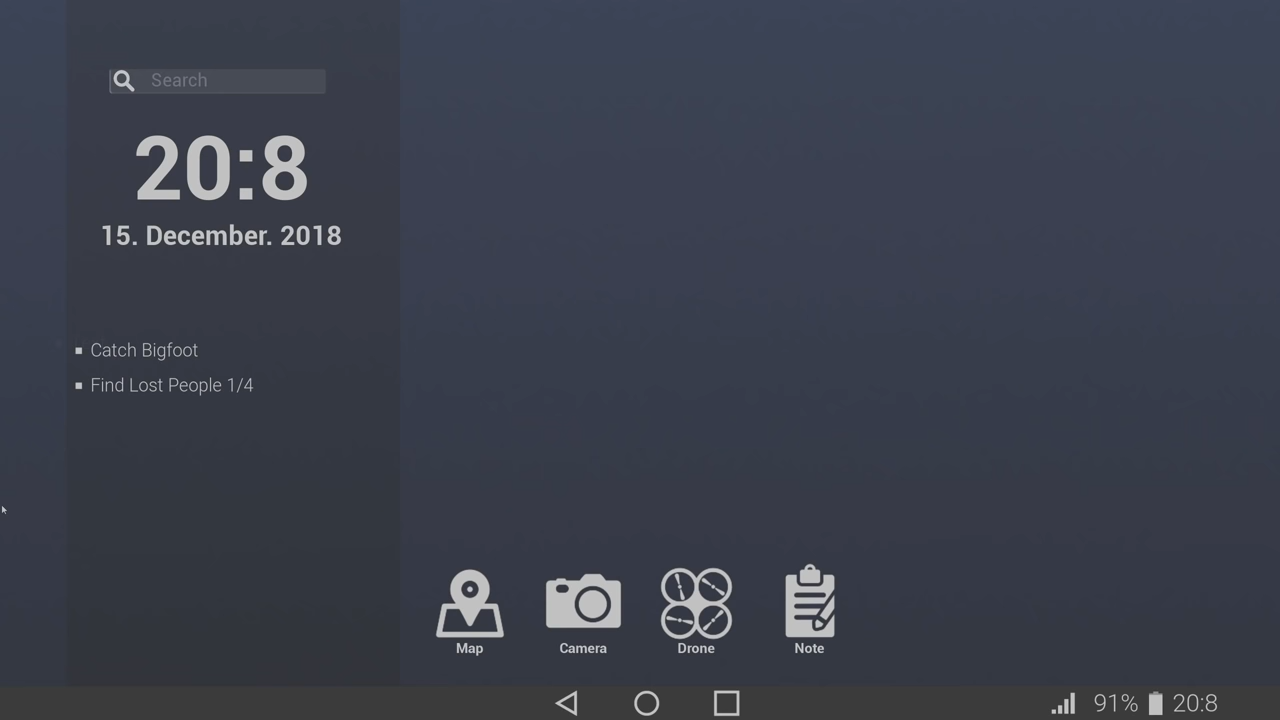 Search
20:8
15. December. 2018
Catch Bigfoot
Find Lost People 1/4
Map
Camera
Drone
Note
91% 20:8